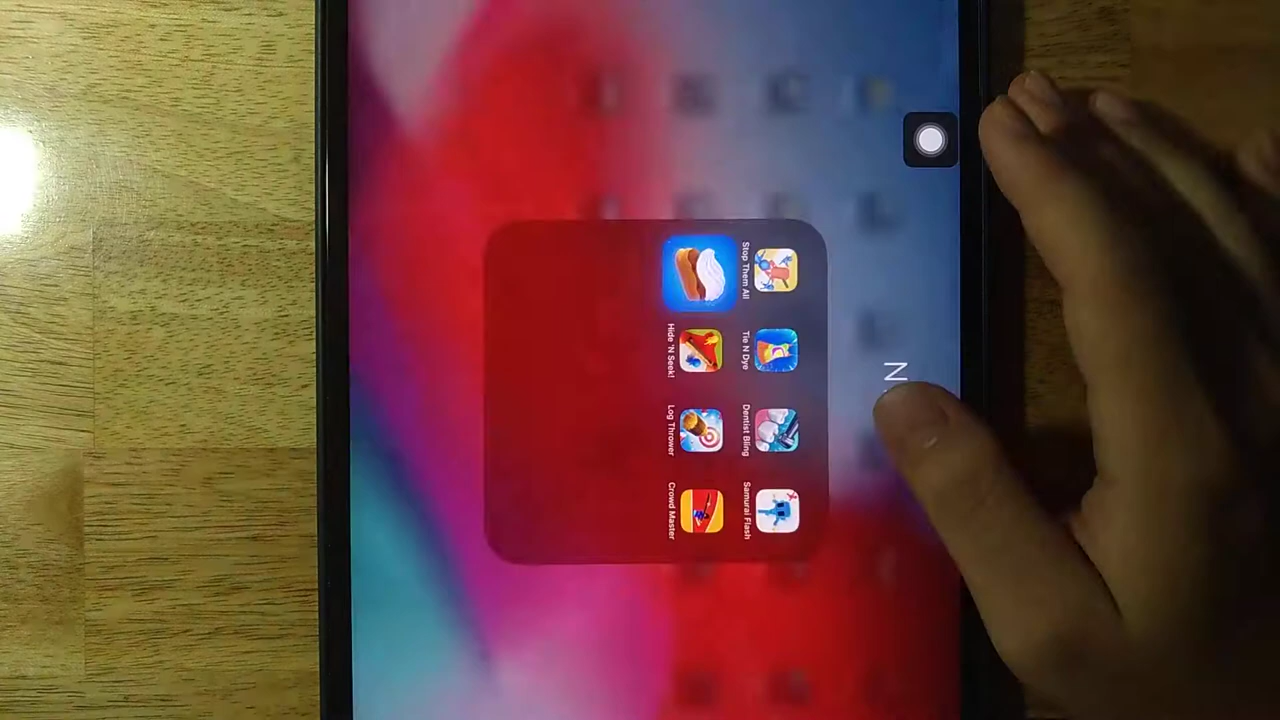 N
Stop Them All
Tie N Dye
Dentist Bling
Samurai Flash
Hide 'N Seek!
Log Thrower
Crowd Master